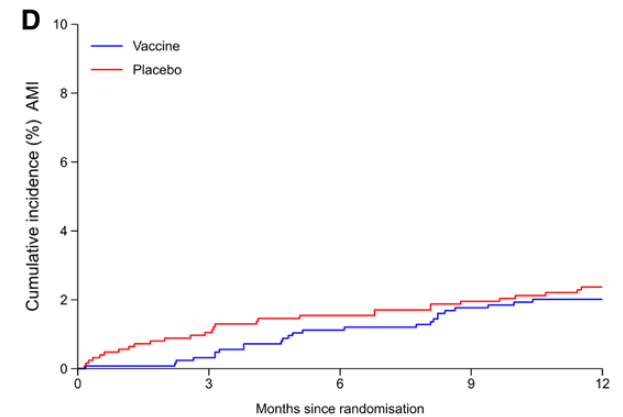 D
Cumulative incidence (%) AMI
10
8
6
4
2
0
Vaccine
Placebo
0 3 6 9 12
Months since randomisation